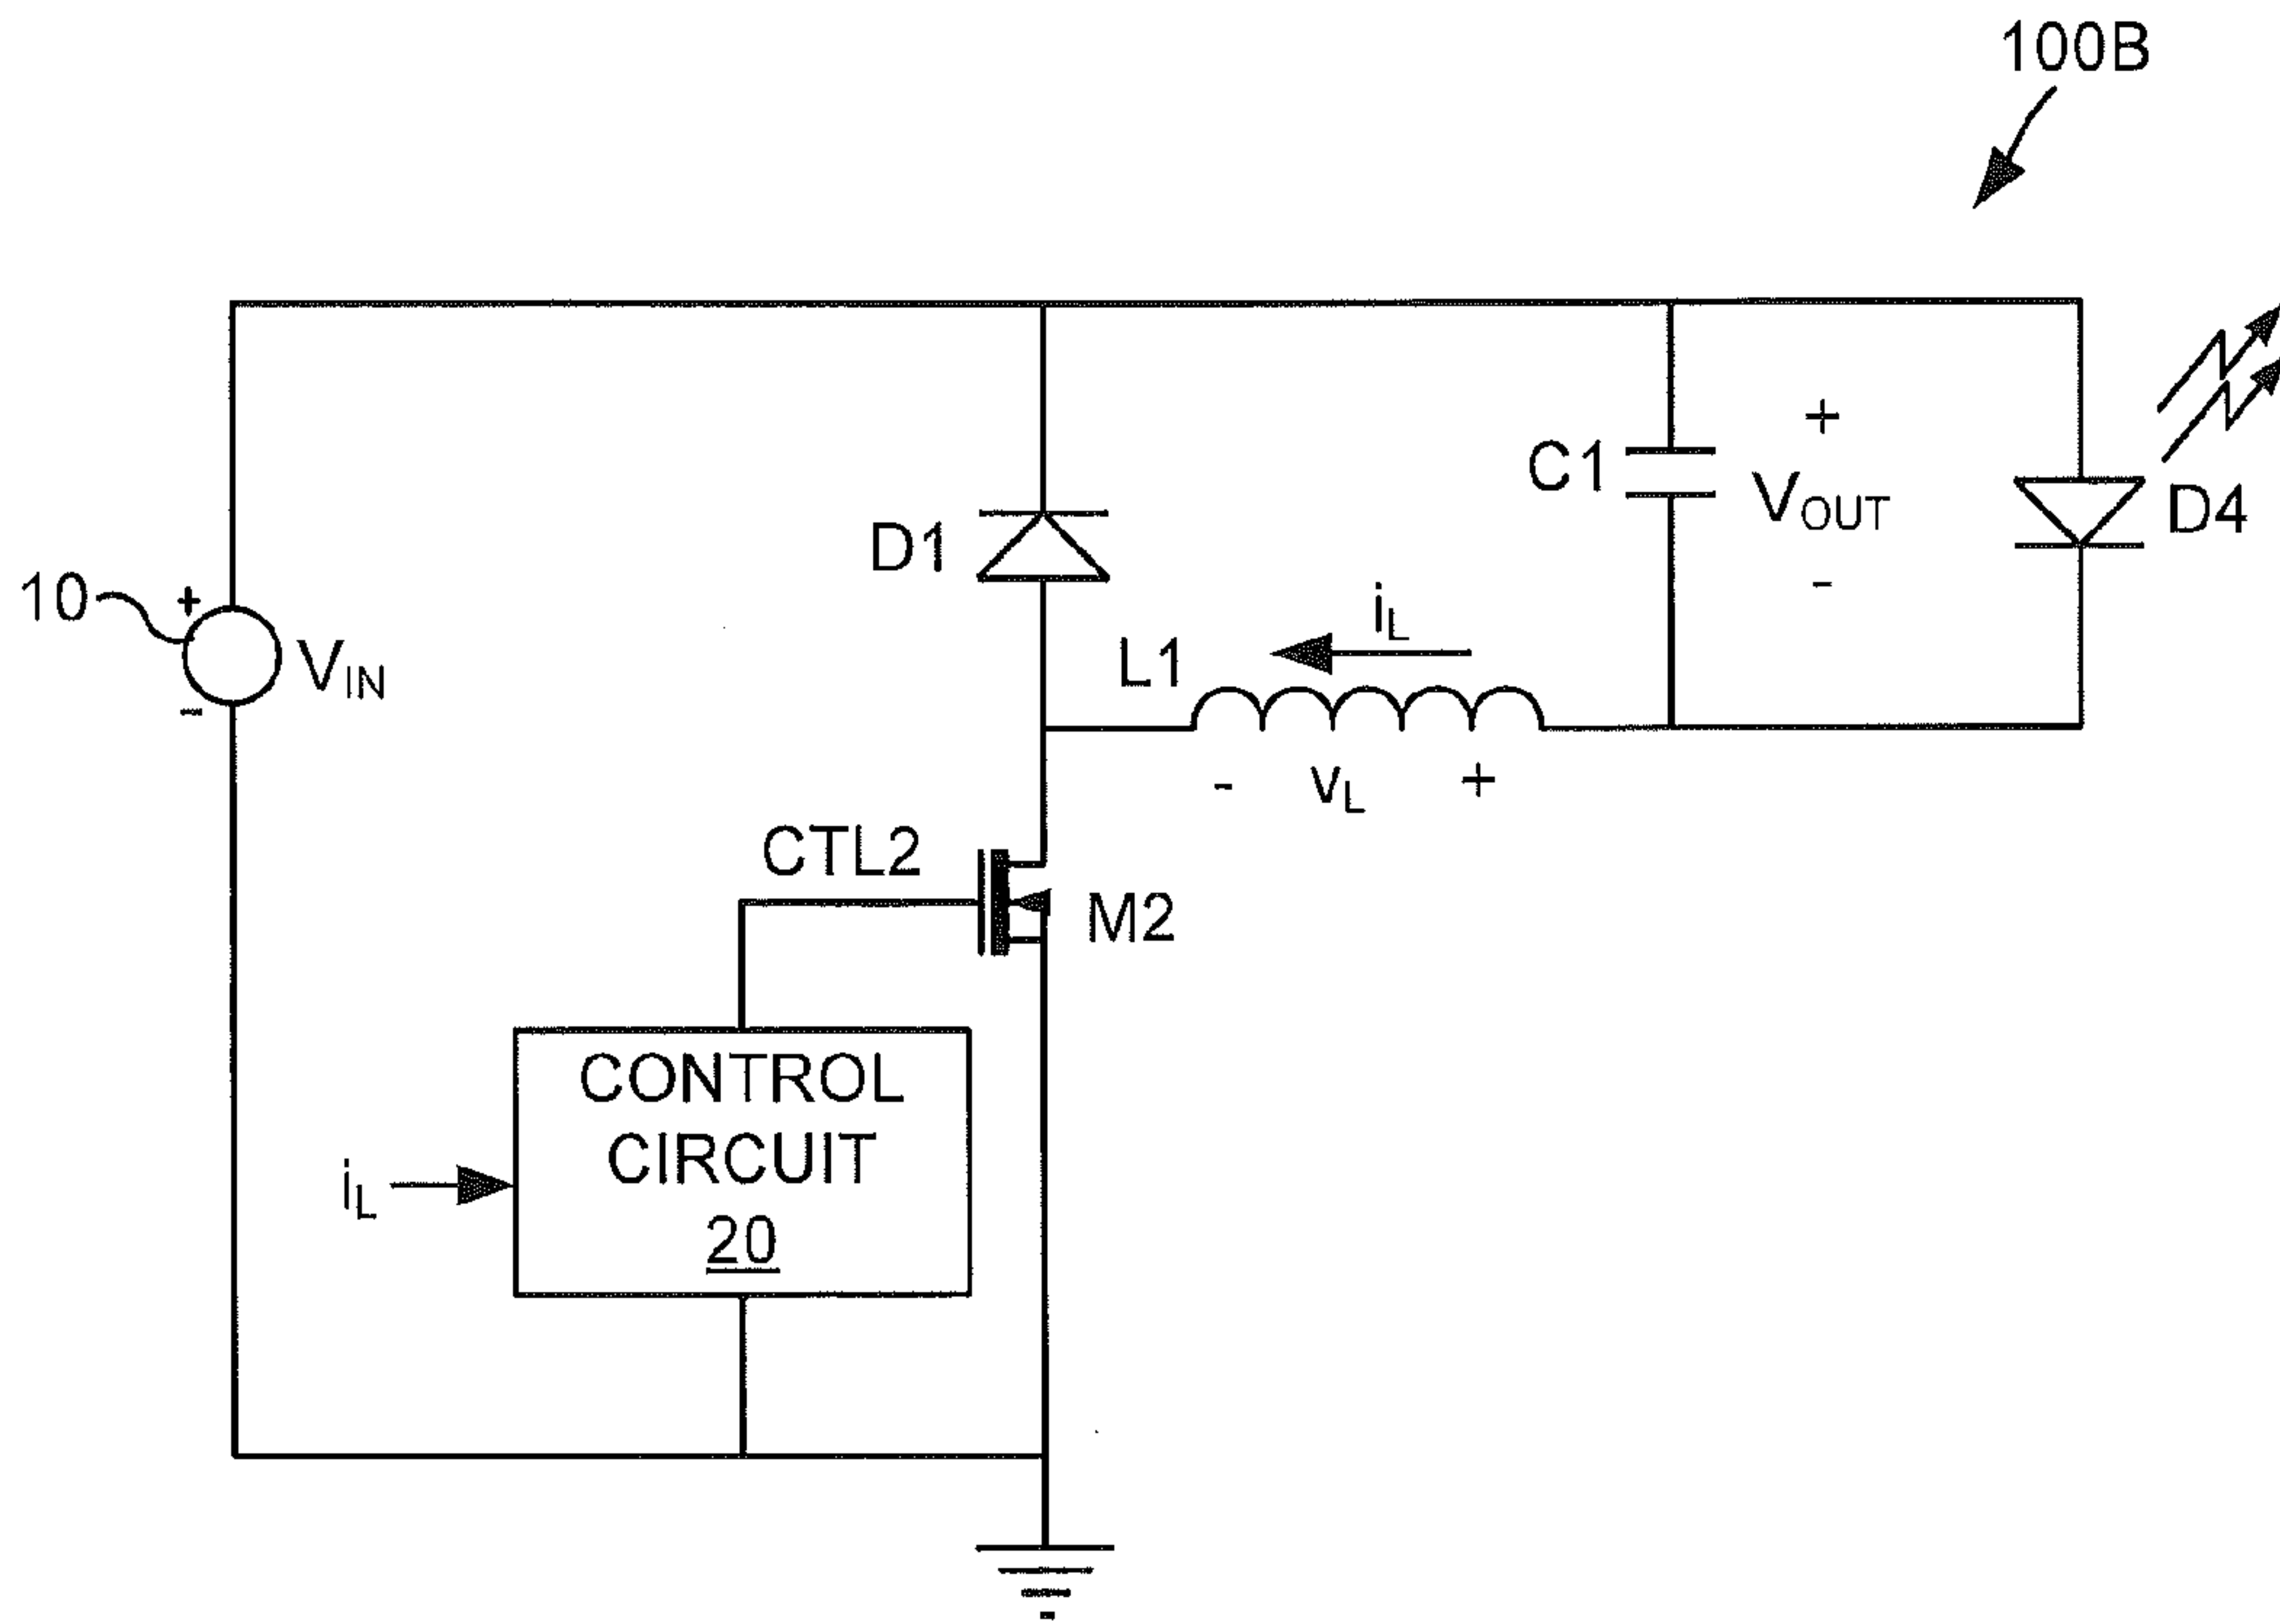 100B
+
C1
VOUT
D4
-
D1
10
+
VIN
-
iL
L1
- vL +
CTL2
M2
CONTROL
CIRCUIT
20
iL